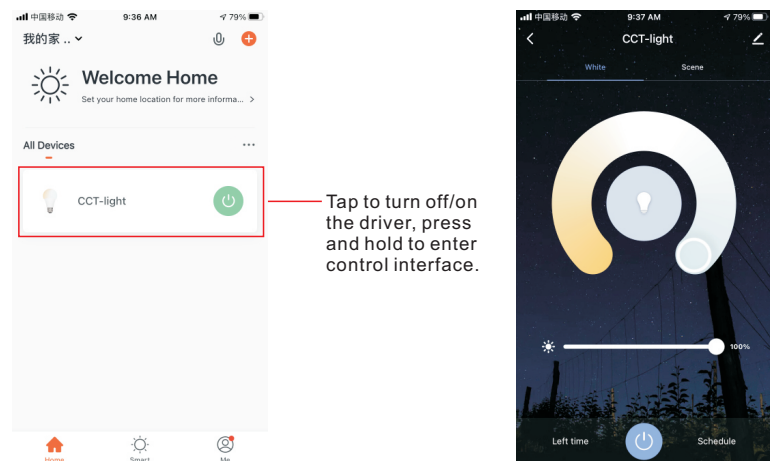 中国移动 9:36 AM 79%
我的家 ..
Welcome Home
Set your home location for more informa...
All Devices
CCT-light
Home Smart Me
Tap to turn off/on
the driver, press
and hold to enter
control interface.
中国移动 9:37 AM 79%
CCT-light
White Scene
100%
Left time Schedule